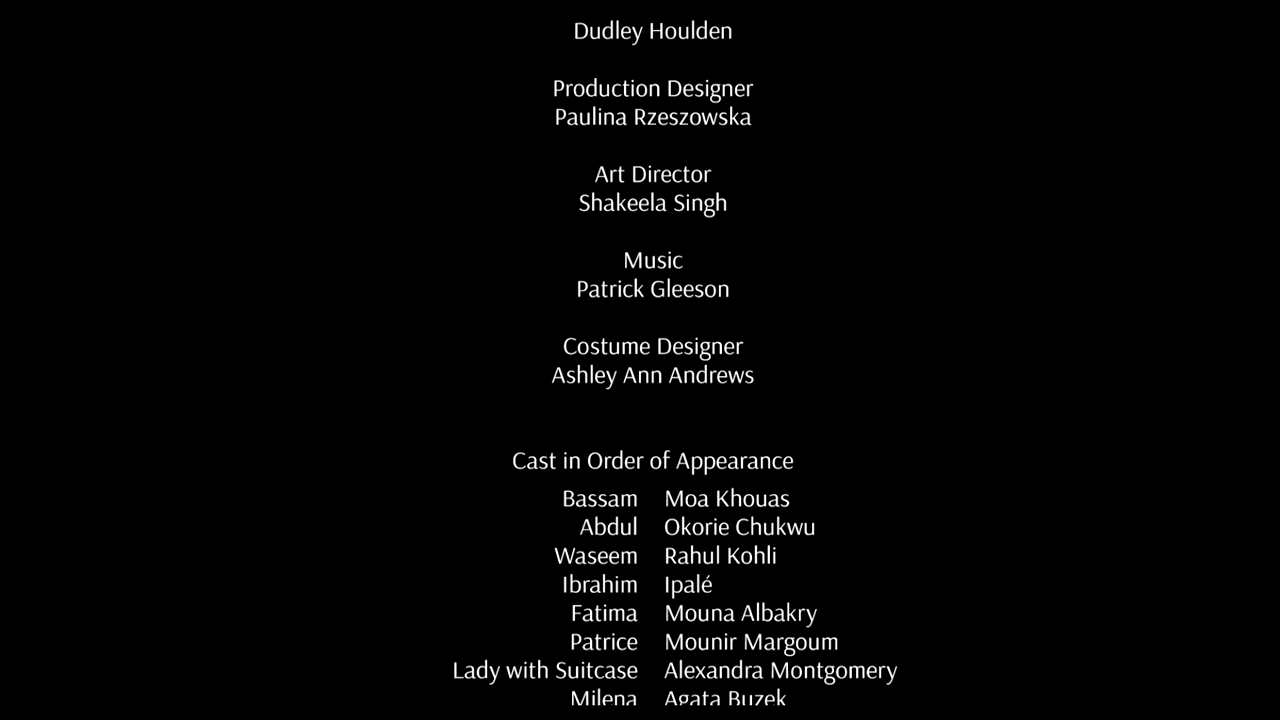 Dudley Houlden
Production Designer
Paulina Rzeszowska
Art Director
Shakeela Singh
Music
Patrick Gleeson
Costume Designer
Ashley Ann Andrews
Cast in Order of Appearance
Bassam Moa Khouas
Abdul Okorie Chukwu
Waseem Rahul Kohli
Ibrahim Ipalé
Fatima Mouna Albakry
Patrice Mounir Margoum
Lady with Suitcase Alexandra Montgomery
Milena Agata Buzek